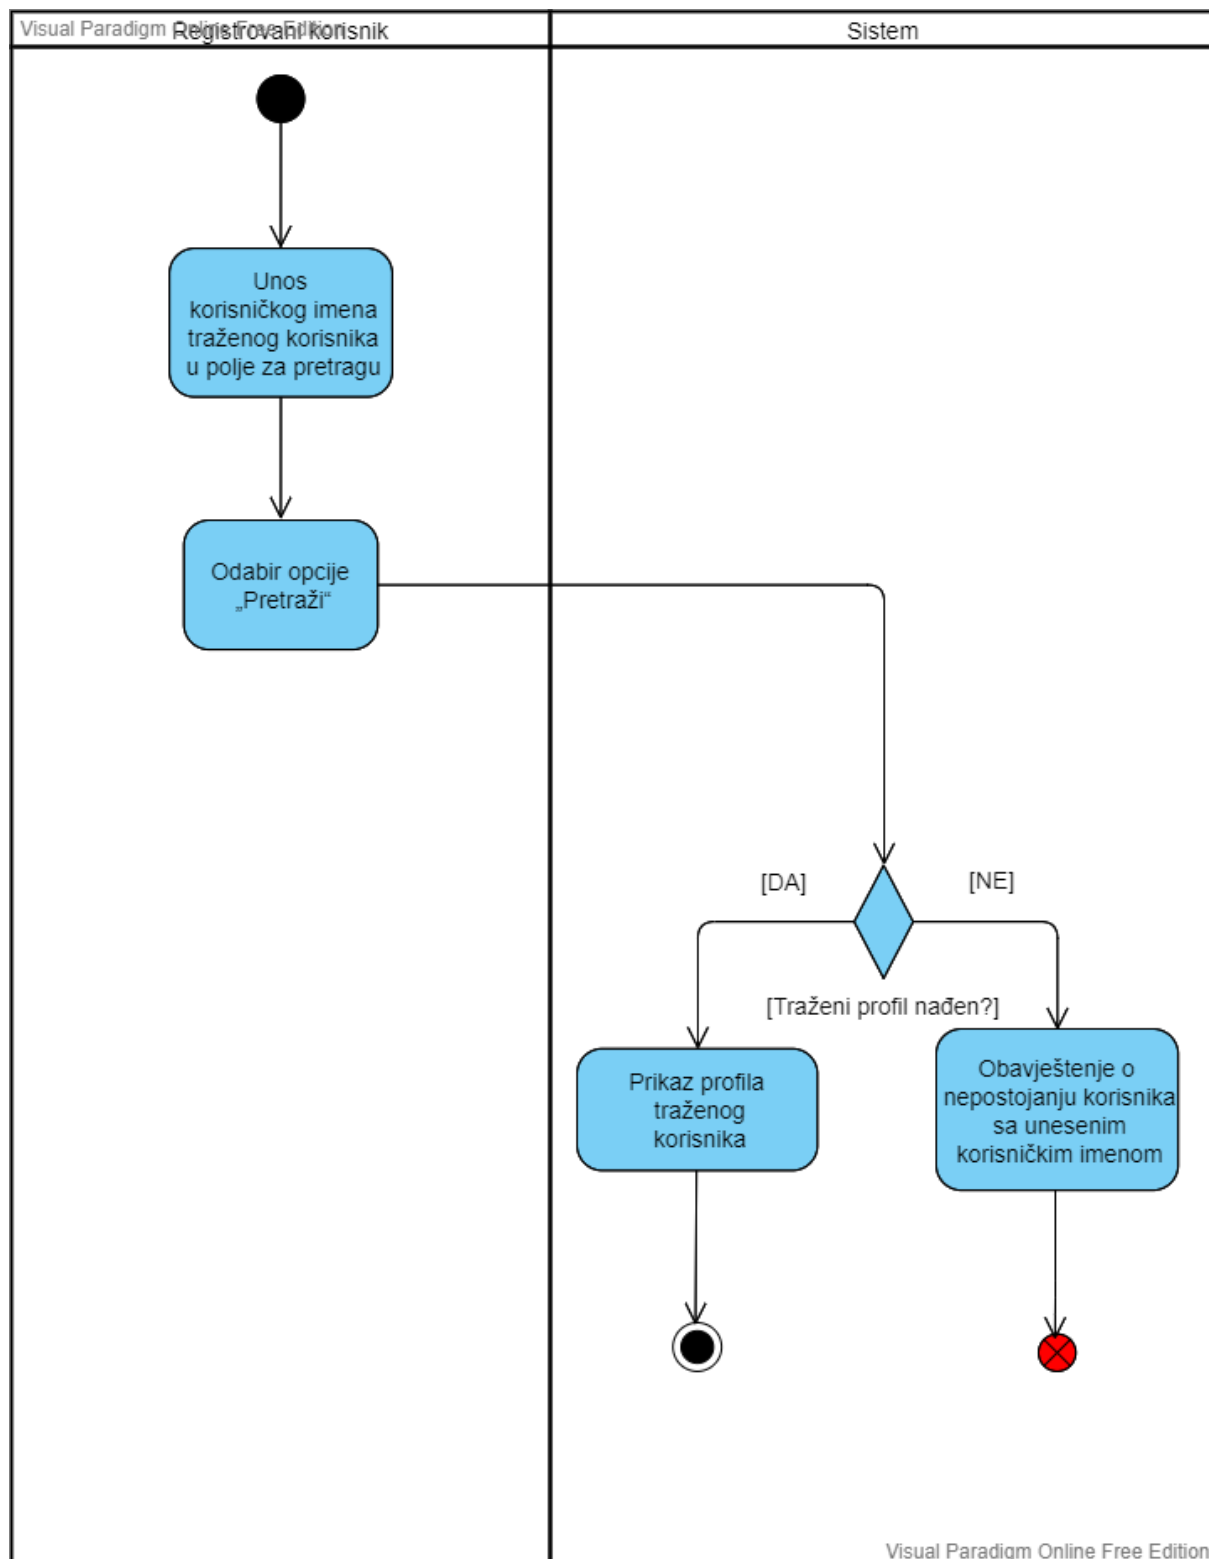 Visual Paradigm Online Free Edition
Registrovani korisnik
Sistem
Unos
korisničkog imena
traženog korisnika
u polje za pretragu
Odabir opcije
„Pretraži“
[DA]
[NE]
[Traženi profil nađen?]
Prikaz profila
traženog
korisnika
Obavještenje o
nepostojanju korisnika
sa unesenim
korisničkim imenom
Visual Paradigm Online Free Edition